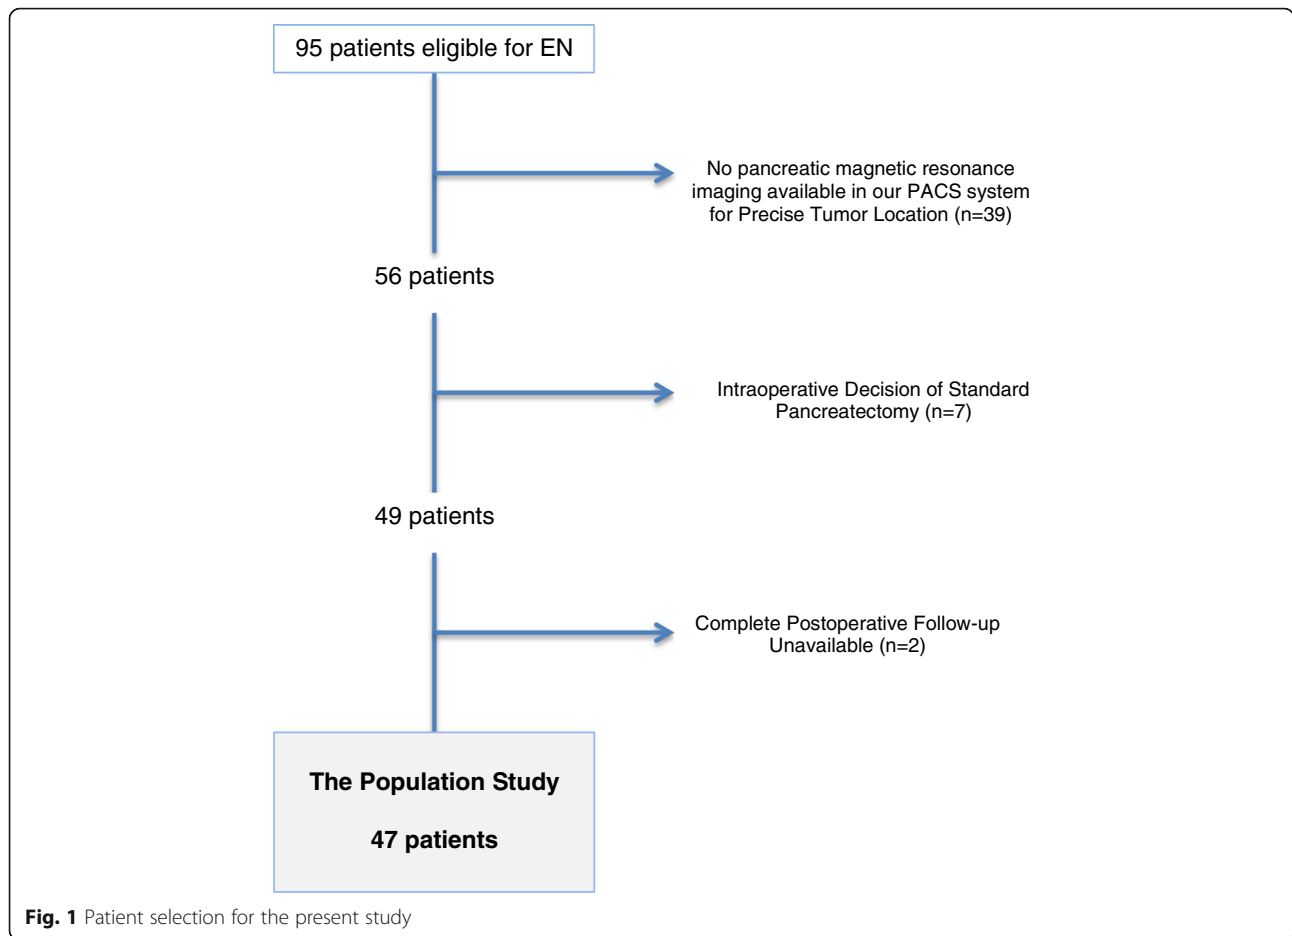 95 patients eligible for EN
No pancreatic magnetic resonance
imaging available in our PACS system
for Precise Tumor Location (n=39)
56 patients
Intraoperative Decision of Standard
Pancreatectomy (n=7)
49 patients
Complete Postoperative Follow-up
Unavailable (n=2)
The Population Study
47 patients
Fig. 1 Patient selection for the present study